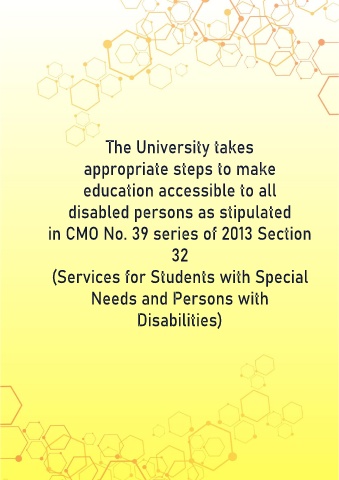 The University takes
appropriate steps to make
education accessible to all
disabled persons as stipulated
in CMO No. 39 series of 2013 Section
32
(Services for Students with Special
Needs and Persons with
Disabilities)